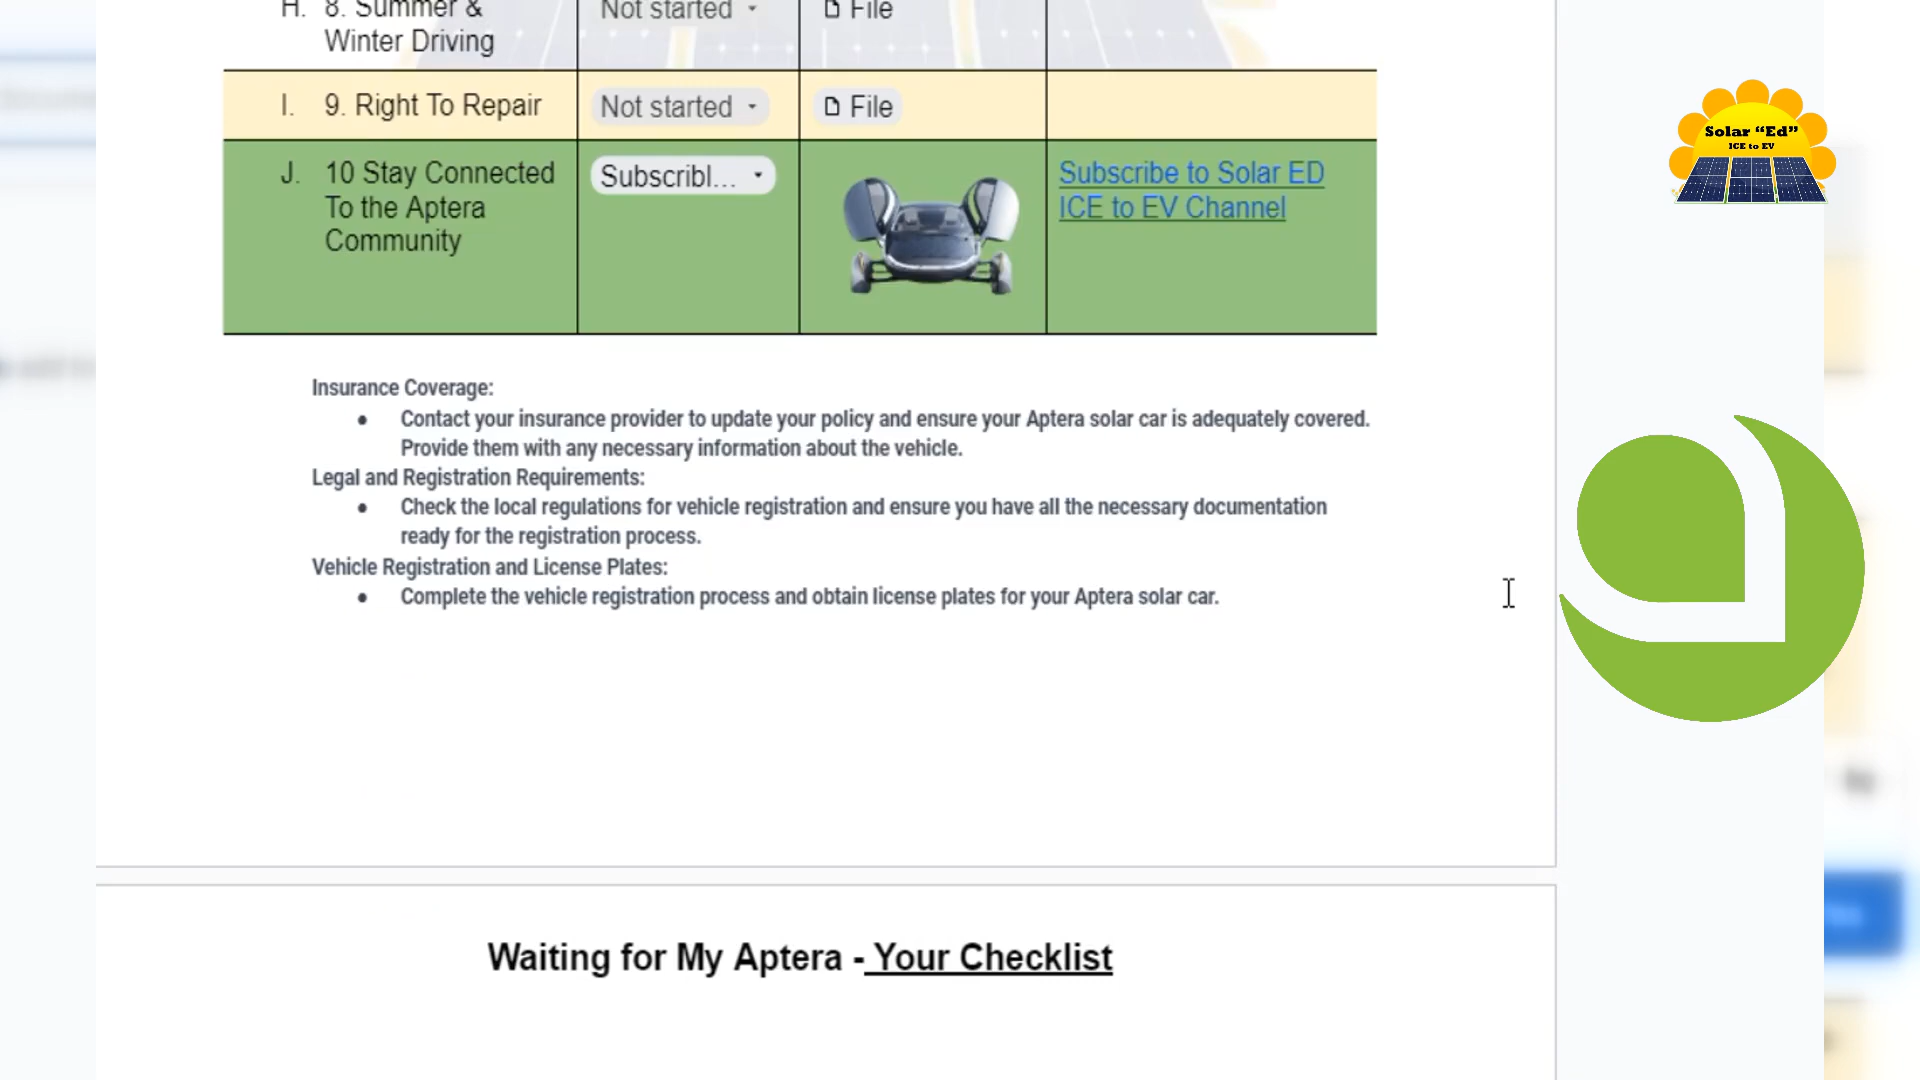 H. 8. Summer &
Winter Driving
Not started
File
I. 9. Right To Repair
Not started
File
J. 10 Stay Connected
To the Aptera
Community
Subscribl...
Subscribe to Solar ED
ICE to EV Channel
Insurance Coverage:
● Contact your insurance provider to update your policy and ensure your Aptera solar car is adequately covered.
Provide them with any necessary information about the vehicle.
Legal and Registration Requirements:
● Check the local regulations for vehicle registration and ensure you have all the necessary documentation
ready for the registration process.
Vehicle Registration and License Plates:
● Complete the vehicle registration process and obtain license plates for your Aptera solar car.
Waiting for My Aptera - Your Checklist
Solar “Ed”
ICE to EV